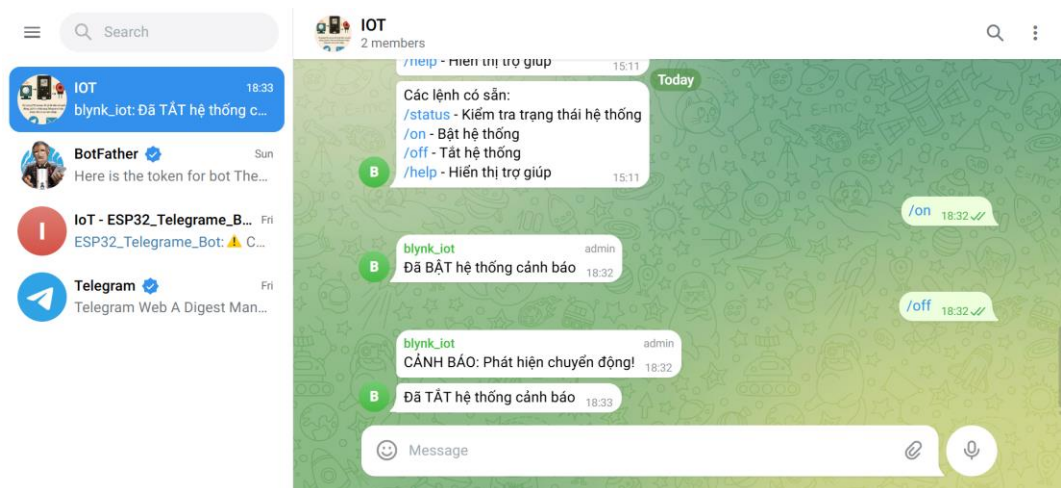 Search
IOT
18:33
blynk_iot: Đã TẮT hệ thống c...
BotFather
Sun
Here is the token for bot The...
I
IoT - ESP32_Telegrame_B...
Fri
ESP32_Telegrame_Bot: ⚠ C...
Telegram
Fri
Telegram Web A Digest Man...
IOT
2 members
/help - Hiển thị trợ giúp
15:11
Today
Các lệnh có sẵn:
/status - Kiểm tra trạng thái hệ thống
/on - Bật hệ thống
/off - Tắt hệ thống
/help - Hiển thị trợ giúp
15:11
B
/on 18:32
blynk_iot admin
Đã BẬT hệ thống cảnh báo 18:32
B
/off 18:32
blynk_iot admin
CẢNH BÁO: Phát hiện chuyển động! 18:32
Đã TẮT hệ thống cảnh báo 18:33
B
Message